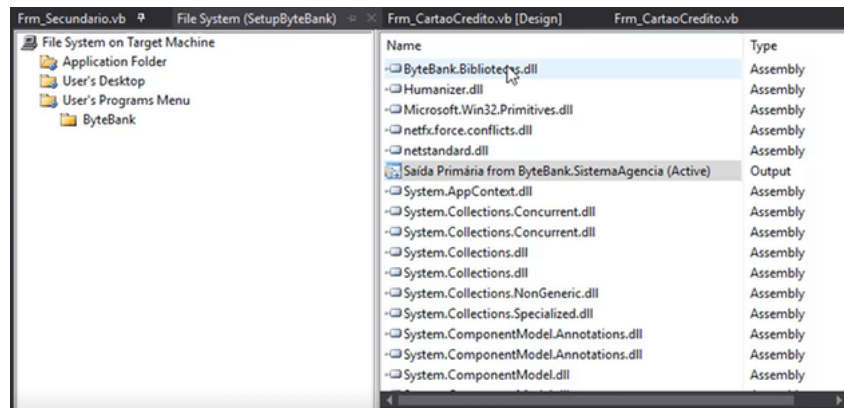 Frm_Secundario.vb
File System (SetupByteBank)
Frm_CartaoCredito.vb [Design]
Frm_CartaoCredito.vb
File System on Target Machine
Application Folder
User's Desktop
User's Programs Menu
ByteBank
Name Type
ByteBank.Bibliotecas.dll Assembly
Humanizer.dll Assembly
Microsoft.Win32.Primitives.dll Assembly
netfx.force.conflicts.dll Assembly
netstandard.dll Assembly
Saída Primária from ByteBank.SistemaAgencia (Active) Output
System.AppContext.dll Assembly
System.Collections.Concurrent.dll Assembly
System.Collections.Concurrent.dll Assembly
System.Collections.dll Assembly
System.Collections.dll Assembly
System.Collections.NonGeneric.dll Assembly
System.Collections.Specialized.dll Assembly
System.ComponentModel.Annotations.dll Assembly
System.ComponentModel.Annotations.dll Assembly
System.ComponentModel.dll Assembly